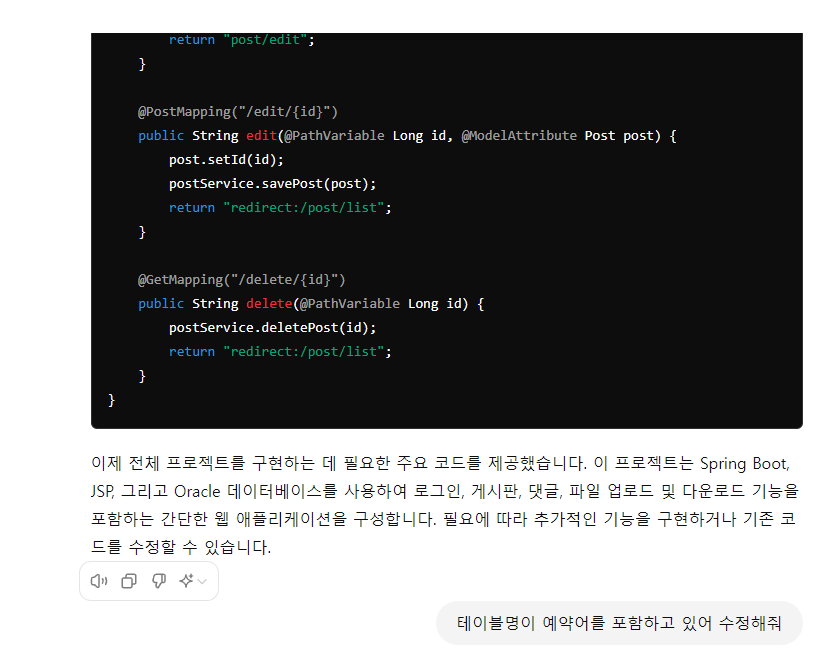 return "post/edit";
}
@PostMapping("/edit/{id}")
public String edit(@PathVariable Long id, @ModelAttribute Post post) {
post.setId(id);
postService.savePost(post);
return "redirect:/post/list";
}
@GetMapping("/delete/{id}")
public String delete(@PathVariable Long id) {
postService.deletePost(id);
return "redirect:/post/list";
}
}
이제 전체 프로젝트를 구현하는 데 필요한 주요 코드를 제공했습니다. 이 프로젝트는 Spring Boot,
JSP, 그리고 Oracle 데이터베이스를 사용하여 로그인, 게시판, 댓글, 파일 업로드 및 다운로드 기능을
포함하는 간단한 웹 애플리케이션을 구성합니다. 필요에 따라 추가적인 기능을 구현하거나 기존 코
드를 수정할 수 있습니다.
테이블명이 예약어를 포함하고 있어 수정해줘